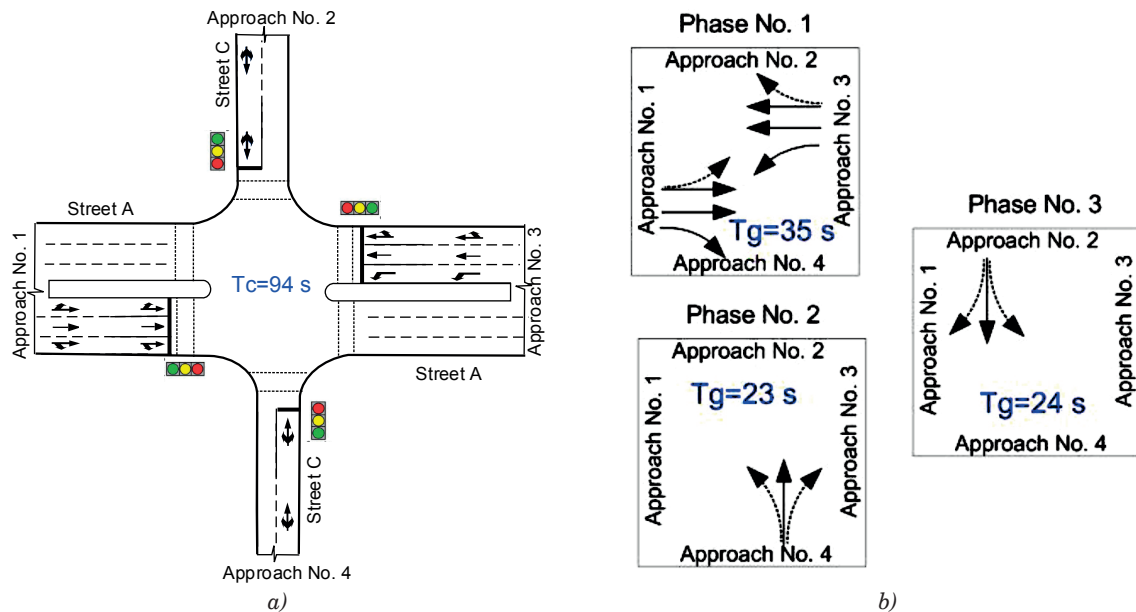 Approach No. 2
Street C
Street A
Approach No. 1
Tc=94 s
Approach No. 3
Street A
Street C
Approach No. 4
a)
Phase No. 1
Approach No. 2
Approach No. 1
Approach No. 3
Tg=35 s
Approach No. 4
Phase No. 2
Approach No. 2
Approach No. 1
Tg=23 s
Approach No. 3
Approach No. 4
Phase No. 3
Approach No. 2
Approach No. 1
Approach No. 3
Tg=24 s
Approach No. 4
b)